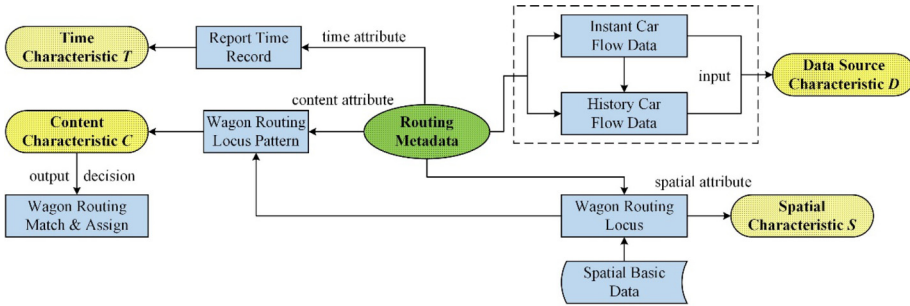 Time
Characteristic T
Report Time
Record
time attribute
Instant Car
Flow Data
input
History Car
Flow Data
Data Source
Characteristic D
content attribute
Content
Characteristic C
Wagon Routing
Locus Pattern
Routing
Metadata
output decision
Wagon Routing
Match & Assign
spatial attribute
Wagon Routing
Locus
Spatial
Characteristic S
Spatial Basic
Data